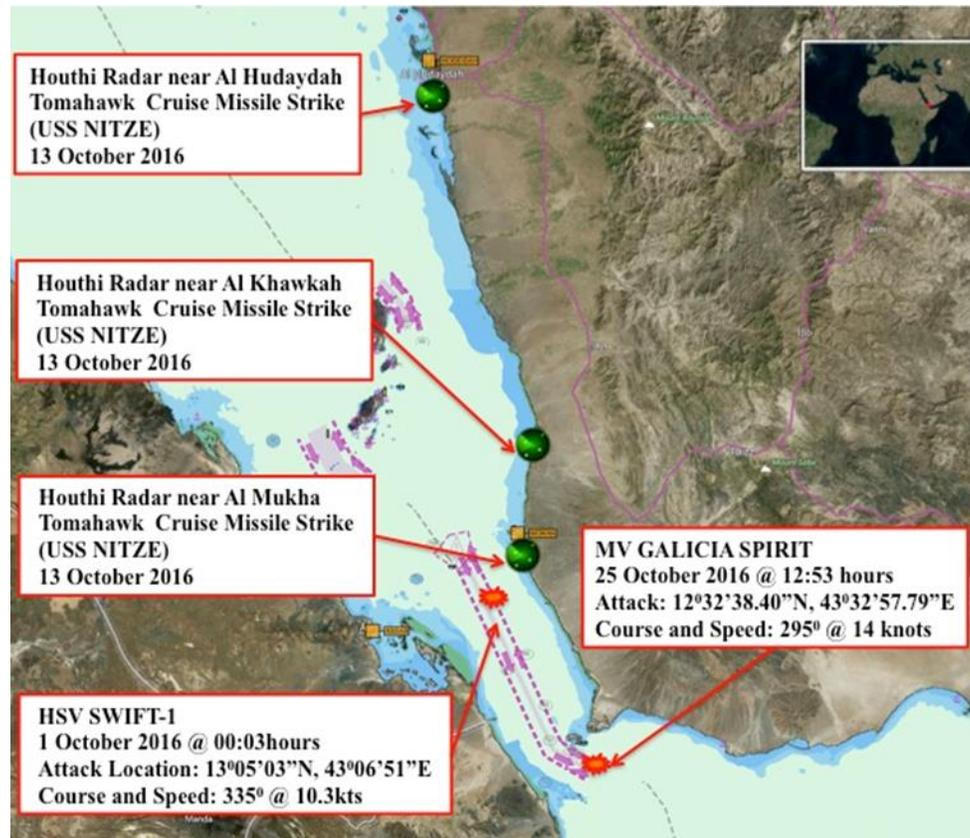 Houthi Radar near Al Hudaydah
Tomahawk Cruise Missile Strike
(USS NITZE)
13 October 2016
Houthi Radar near Al Khawkah
Tomahawk Cruise Missile Strike
(USS NITZE)
13 October 2016
Houthi Radar near Al Mukha
Tomahawk Cruise Missile Strike
(USS NITZE)
13 October 2016
MV GALICIA SPIRIT
25 October 2016 @ 12:53 hours
Attack: 12⁰32’38.40”N, 43⁰32’57.79”E
Course and Speed: 295⁰ @ 14 knots
HSV SWIFT-1
1 October 2016 @ 00:03hours
Attack Location: 13⁰05’03”N, 43⁰06’51”E
Course and Speed: 335⁰ @ 10.3kts
Manda